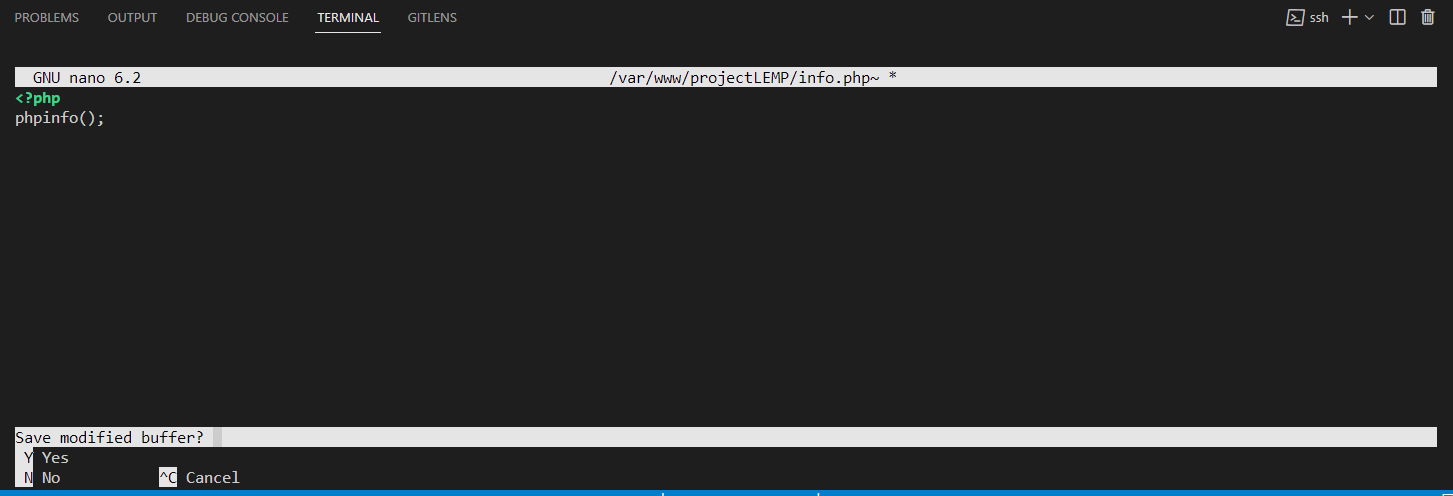 PROBLEMS OUTPUT DEBUG CONSOLE TERMINAL GITLENS ssh
GNU nano 6.2 /var/www/projectLEMP/info.php~ *
<?php
phpinfo();
Save modified buffer?
Y Yes
N No ^C Cancel